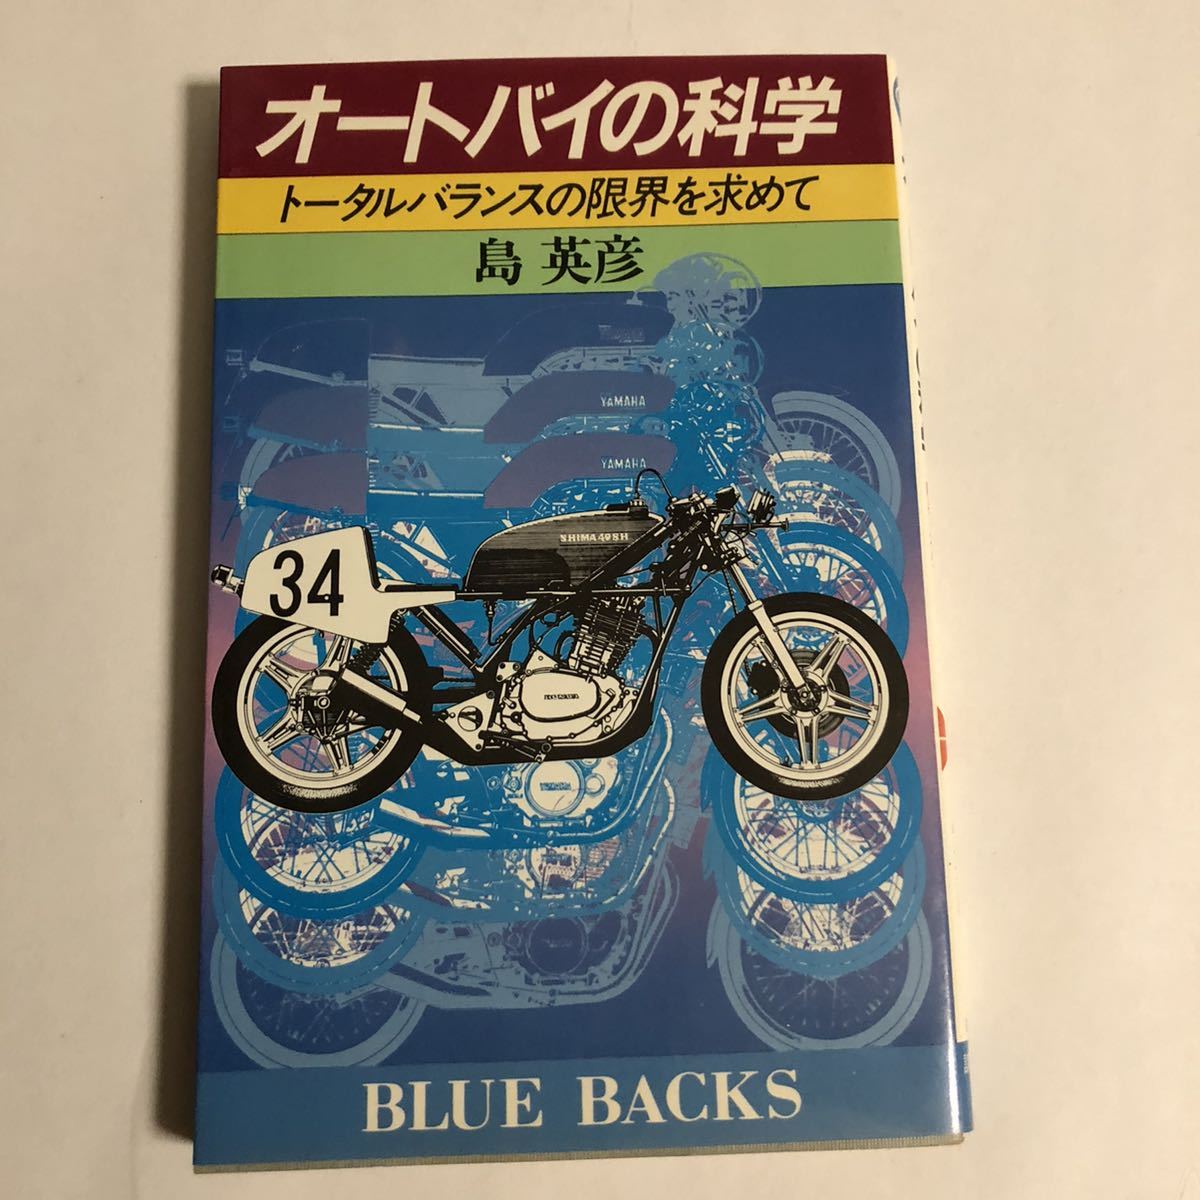 オートバイの科学
トータルバランスの限界を求めて
島 英彦
YAMAHA
YAMAHA
SHIMA498H
34
BLUE BACKS